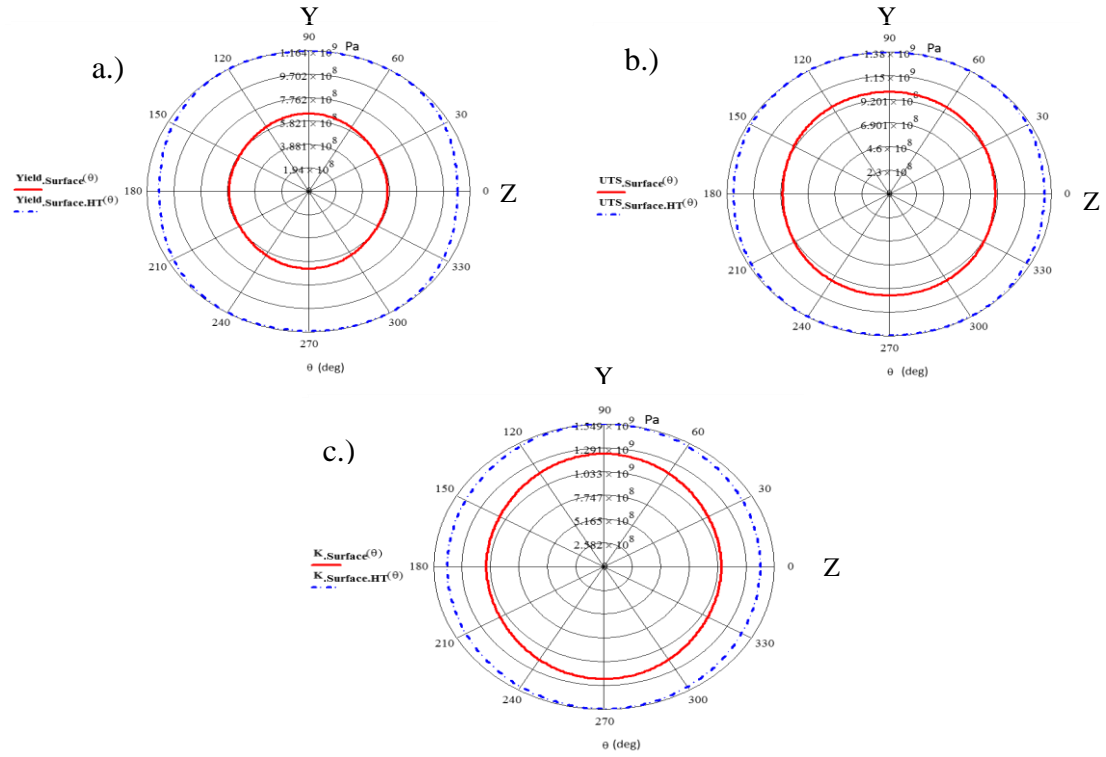 a.)
Y
90
1.164×10⁹ Pa
120
60
9.702×10⁸
7.762×10⁸
150
30
5.821×10⁸
3.881×10⁸
1.94×10⁸
Yield.Surface(θ)
Yield.Surface.HT(θ)
180
0
Z
210
330
240
300
270
θ (deg)
b.)
Y
90
1.38×10⁹ Pa
120
60
1.15×10⁹
9.201×10⁸
150
30
6.901×10⁸
4.6×10⁸
2.3×10⁸
UTS.Surface(θ)
UTS.Surface.HT(θ)
180
0
Z
210
330
240
300
270
θ (deg)
c.)
Y
90
1.549×10⁹ Pa
120
60
1.291×10⁹
1.033×10⁹
150
30
7.747×10⁸
5.165×10⁸
2.582×10⁸
K.Surface(θ)
K.Surface.HT(θ)
180
0
Z
210
330
240
300
270
θ (deg)